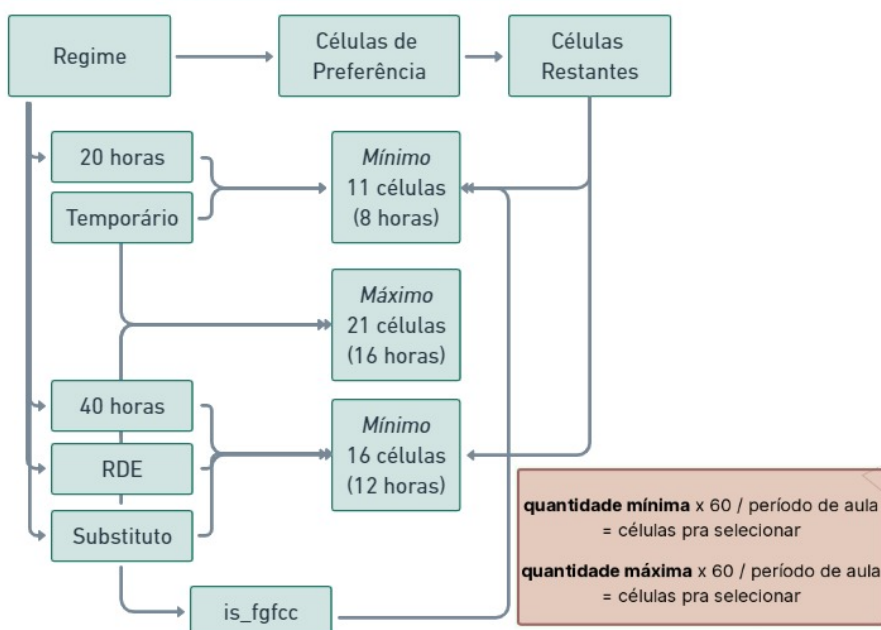 Regime
Células de
Preferência
Células
Restantes
20 horas
Temporário
Mínimo
11 células
(8 horas)
Máximo
21 células
(16 horas)
40 horas
RDE
Substituto
Mínimo
16 células
(12 horas)
is_fgfcc
quantidade mínima x 60 / período de aula
= células pra selecionar
quantidade máxima x 60 / período de aula
= células pra selecionar